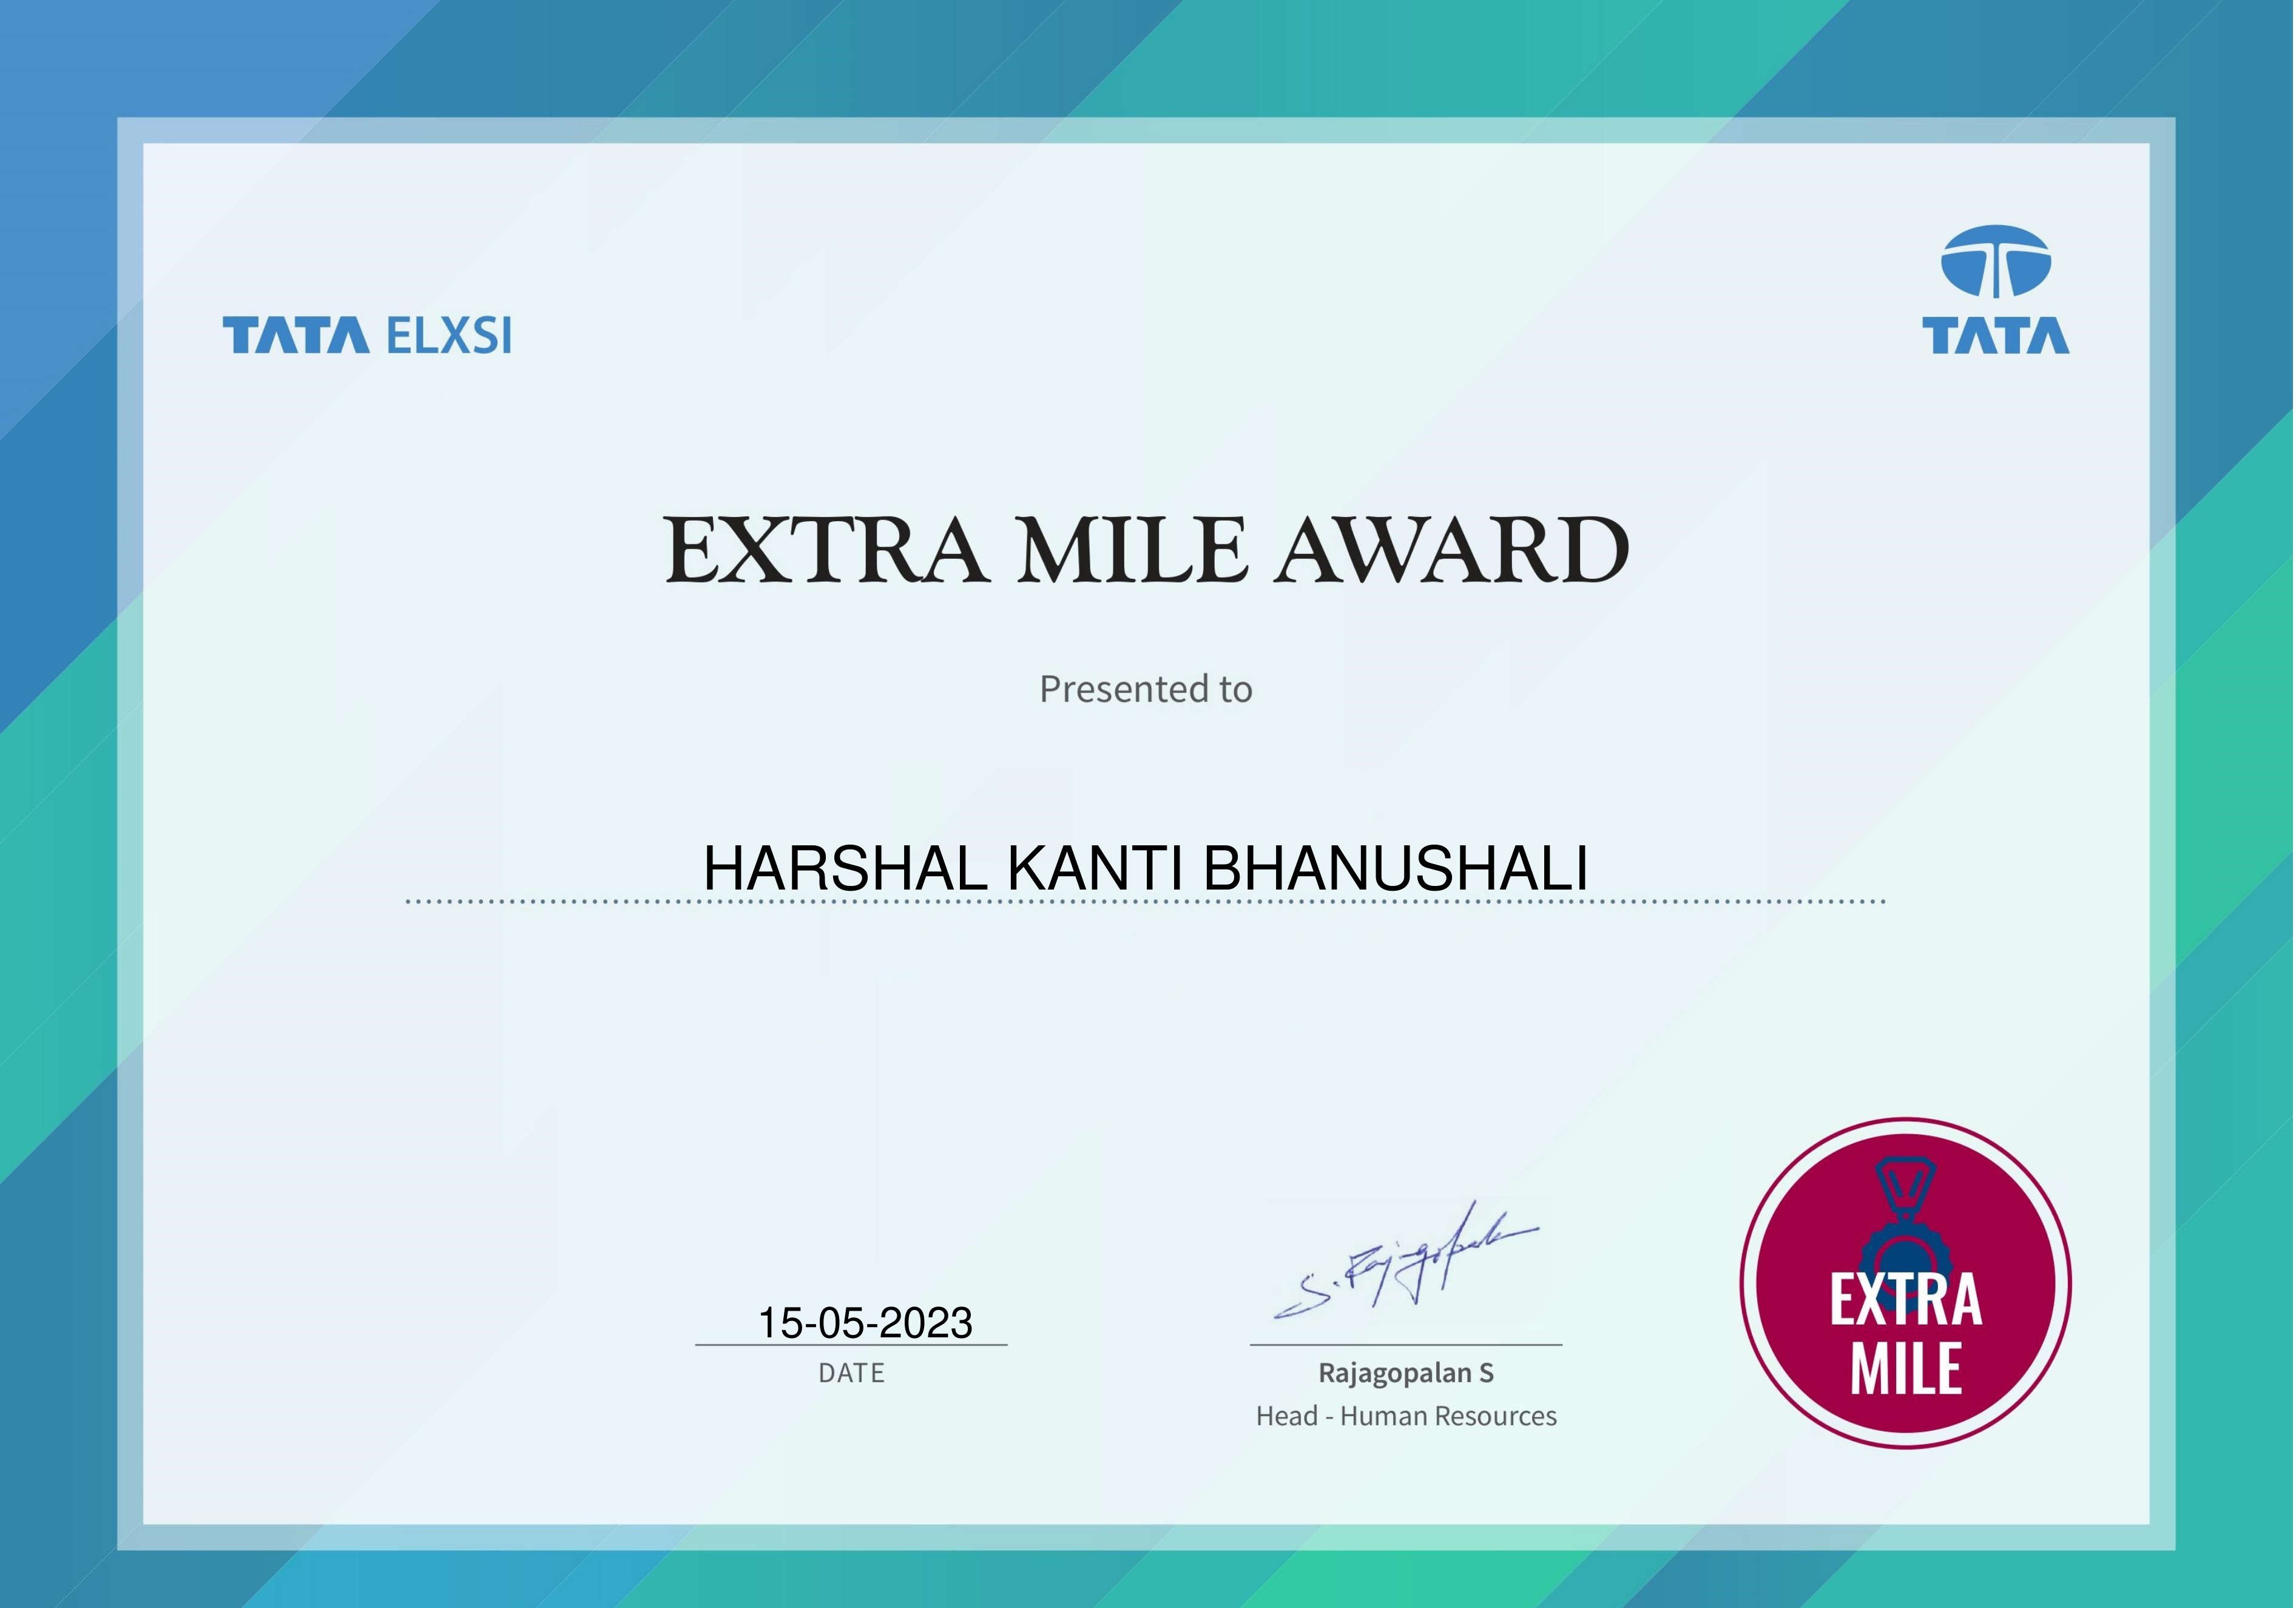 TATA ELXSI
TATA
EXTRA MILE AWARD
Presented to
HARSHAL KANTI BHANUSHALI
15-05-2023
DATE
S. Rajagopalan
Rajagopalan S
Head - Human Resources
EXTRA
MILE